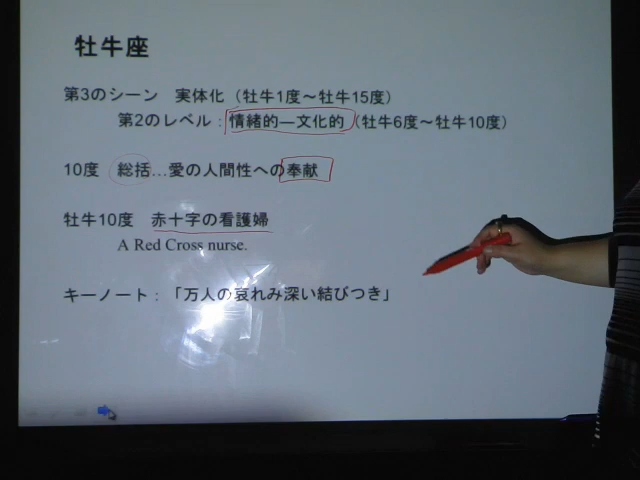 牡牛座
第3のシーン　実体化（牡牛1度～牡牛15度）
第2のレベル：情緒的―文化的（牡牛6度～牡牛10度）
10度　総括…愛の人間性への奉献
牡牛10度　赤十字の看護婦
A Red Cross nurse.
キーノート：「万人の哀れみ深い結びつき」